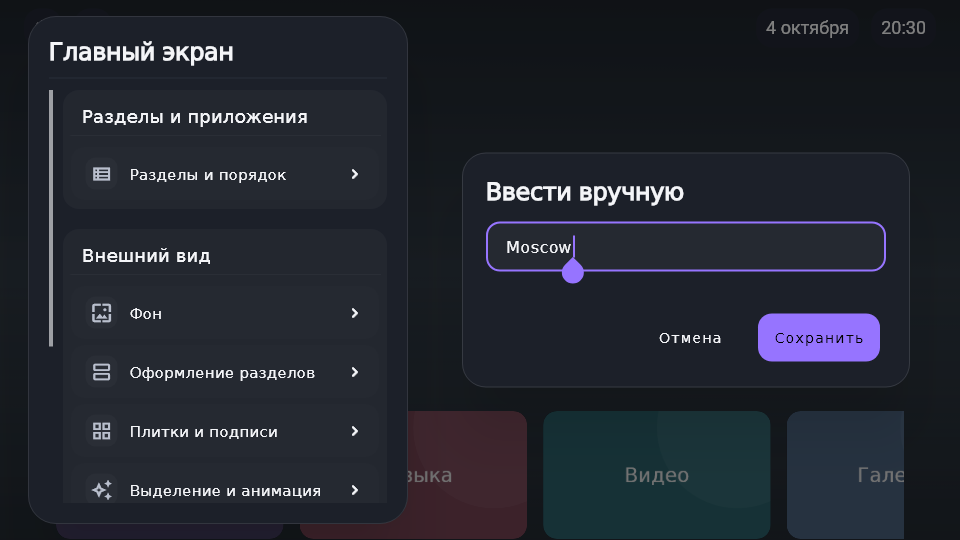 4 октября 20:30
Главный экран
Разделы и приложения
Разделы и порядок
Внешний вид
Фон
Оформление разделов
Плитки и подписи
Выделение и анимация
Ввести вручную
Moscow
Отмена Сохранить
Видео